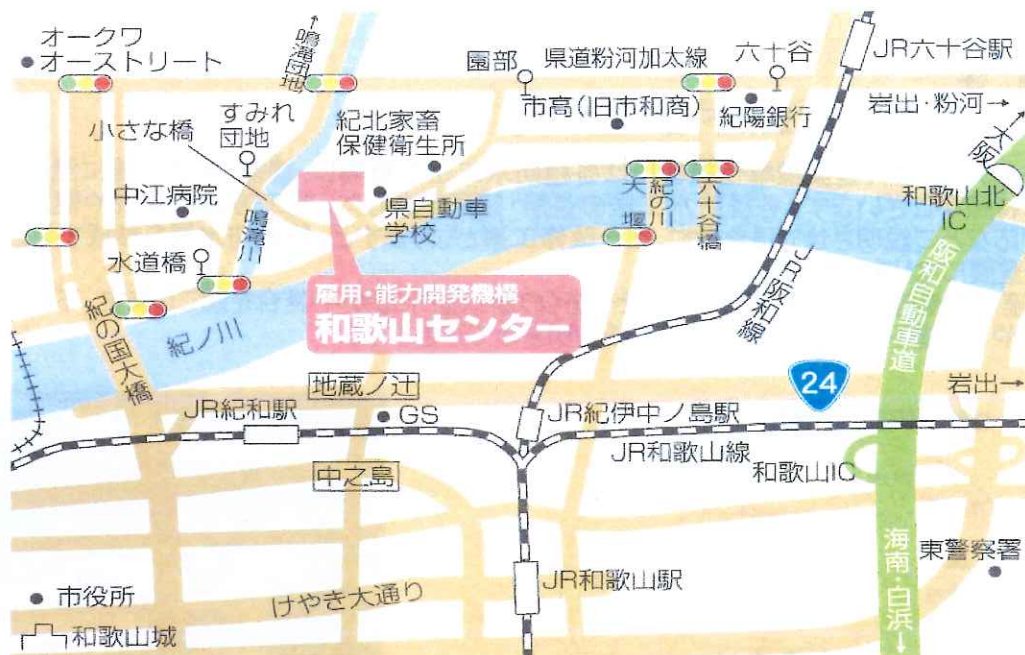 オークワ
オーストリート
↑鳴滝団地
園部
県道粉河加太線
六十谷
JR六十谷駅
岩出・粉河→
小さな橋
すみれ
団地
紀北家畜
保健衛生所
市高(旧市和商)
紀陽銀行
大阪
中江病院
鳴滝川
県自動車
学校
紀の川
大堰
六十谷橋
和歌山北
IC
水道橋
雇用・能力開発機構
和歌山センター
JR阪和線
阪和自動車道
紀ノ川
紀の国大橋
24
岩出→
地蔵ノ辻
JR紀和駅
GS
JR紀伊中ノ島駅
JR和歌山線
和歌山IC
中之島
海南・白浜↓
東警察署
JR和歌山駅
けやき大通り
市役所
和歌山城